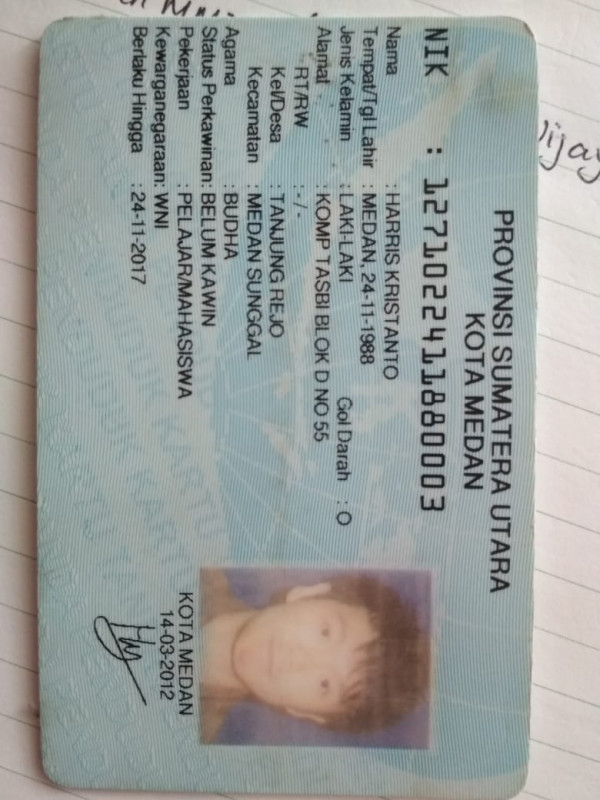 PROVINSI SUMATERA UTARA
KOTA MEDAN
NIK : 1271022411880003
Nama : HARRIS KRISTANTO
Tempat/Tgl Lahir : MEDAN, 24-11-1988
Jenis Kelamin : LAKI-LAKI Gol Darah : O
Alamat : KOMP TASBI BLOK D NO 55
RT/RW : -/-
Kel/Desa : TANJUNG REJO
Kecamatan : MEDAN SUNGGAL
Agama : BUDHA
Status Perkawinan: BELUM KAWIN
Pekerjaan : PELAJAR/MAHASISWA
Kewarganegaraan: WNI
Berlaku Hingga : 24-11-2017
KOTA MEDAN
14-03-2012